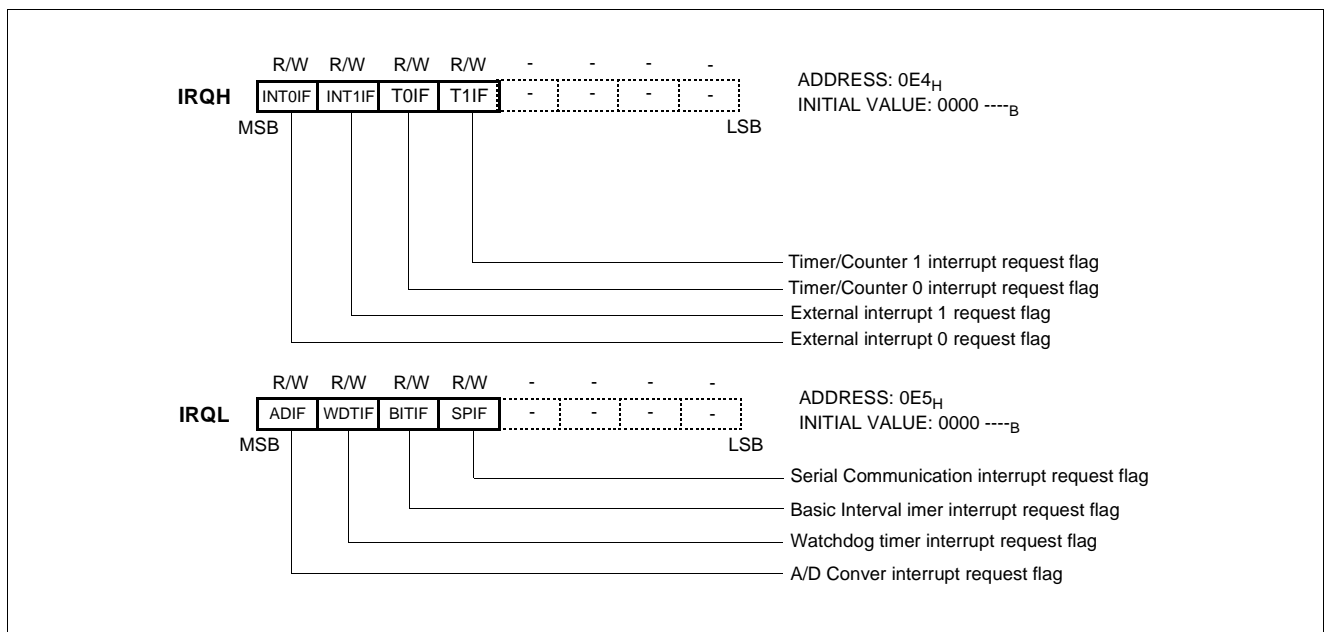 R/W R/W R/W R/W - - - -
IRQH INT0IF INT1IF T0IF T1IF - - - -
MSB LSB
ADDRESS: 0E4H
INITIAL VALUE: 0000 ----B
Timer/Counter 1 interrupt request flag
Timer/Counter 0 interrupt request flag
External interrupt 1 request flag
External interrupt 0 request flag
R/W R/W R/W R/W - - - -
IRQL ADIF WDTIF BITIF SPIF - - - -
MSB LSB
ADDRESS: 0E5H
INITIAL VALUE: 0000 ----B
Serial Communication interrupt request flag
Basic Interval imer interrupt request flag
Watchdog timer interrupt request flag
A/D Conver interrupt request flag